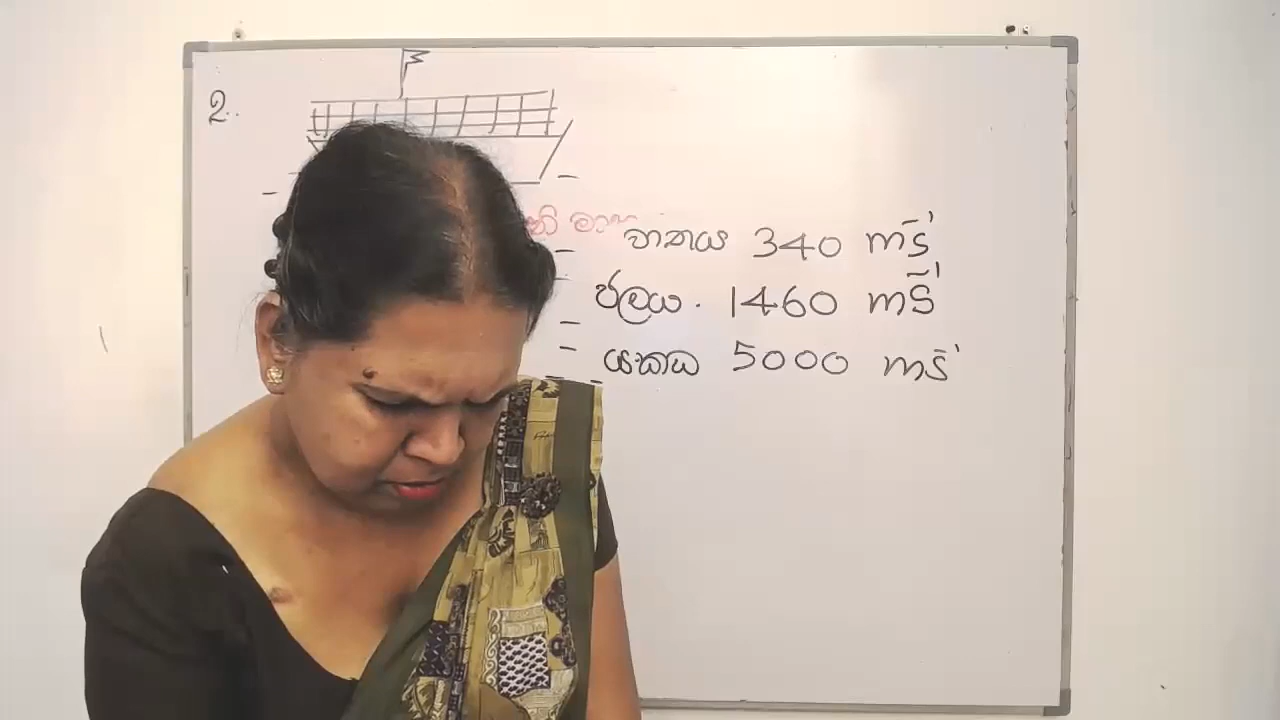 2.
නි මාන
වාතය 340 ms⁻¹
ජලය . 1460 ms⁻¹
යකඩ 5000 ms⁻¹